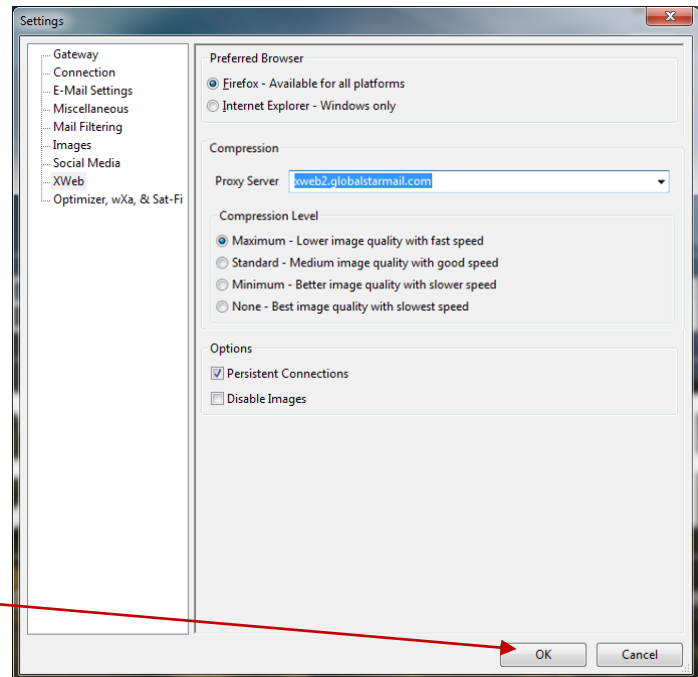 Settings
Gateway
Connection
E-Mail Settings
Miscellaneous
Mail Filtering
Images
Social Media
XWeb
Optimizer, wXa, & Sat-Fi
Preferred Browser
Firefox - Available for all platforms
Internet Explorer - Windows only
Compression
Proxy Server xweb2.globalstarmail.com
Compression Level
Maximum - Lower image quality with fast speed
Standard - Medium image quality with good speed
Minimum - Better image quality with slower speed
None - Best image quality with slowest speed
Options
Persistent Connections
Disable Images
OK Cancel